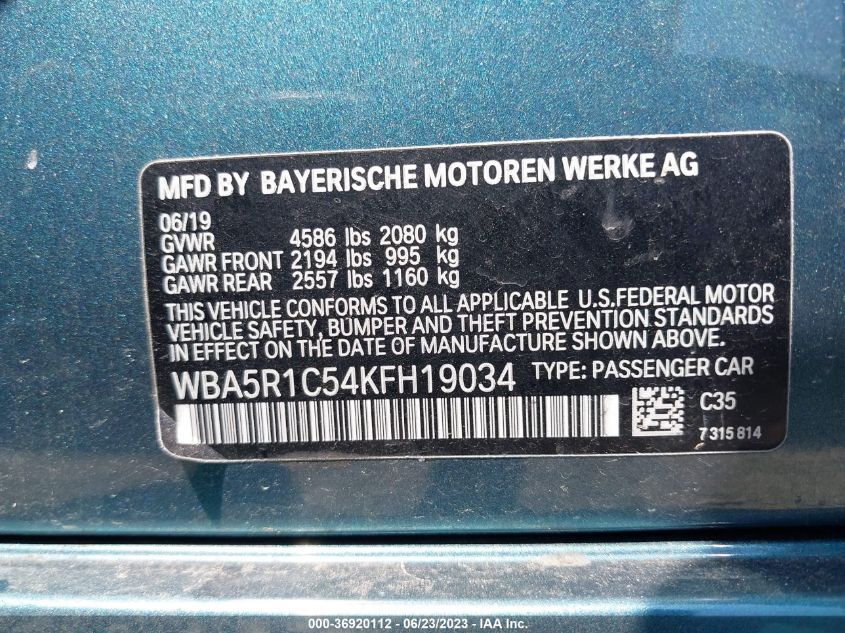 MFD BY BAYERISCHE MOTOREN WERKE AG
06/19
GVWR 4586 lbs 2080 kg
GAWR FRONT 2194 lbs 995 kg
GAWR REAR 2557 lbs 1160 kg
THIS VEHICLE CONFORMS TO ALL APPLICABLE U.S.FEDERAL MOTOR
VEHICLE SAFETY, BUMPER AND THEFT PREVENTION STANDARDS
IN EFFECT ON THE DATE OF MANUFACTURE SHOWN ABOVE.
WBA5R1C54KFH19034 TYPE: PASSENGER CAR
C35
7315814
000-36920112 - 06/23/2023 - © IAA, Inc.